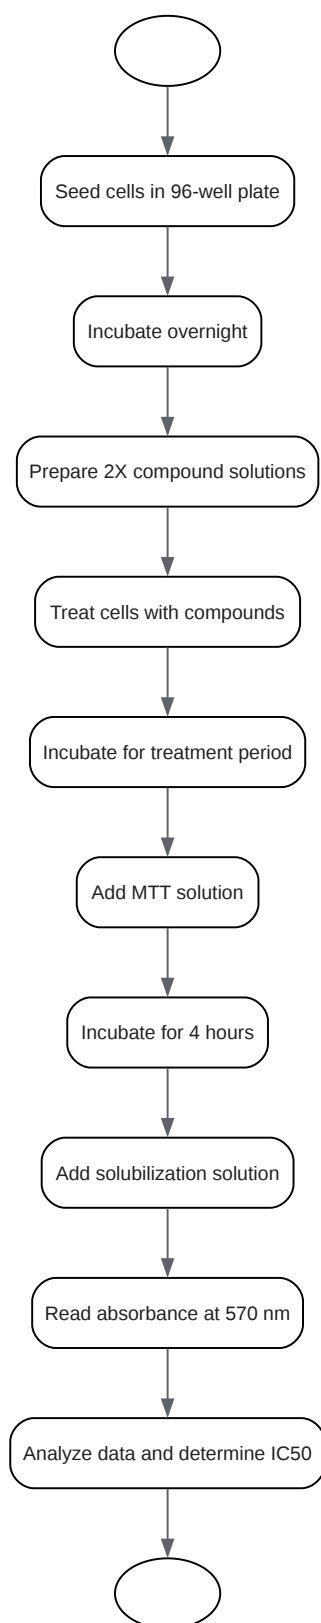 Seed cells in 96-well plate
Incubate overnight
Prepare 2X compound solutions
Treat cells with compounds
Incubate for treatment period
Add MTT solution
Incubate for 4 hours
Add solubilization solution
Read absorbance at 570 nm
Analyze data and determine IC50